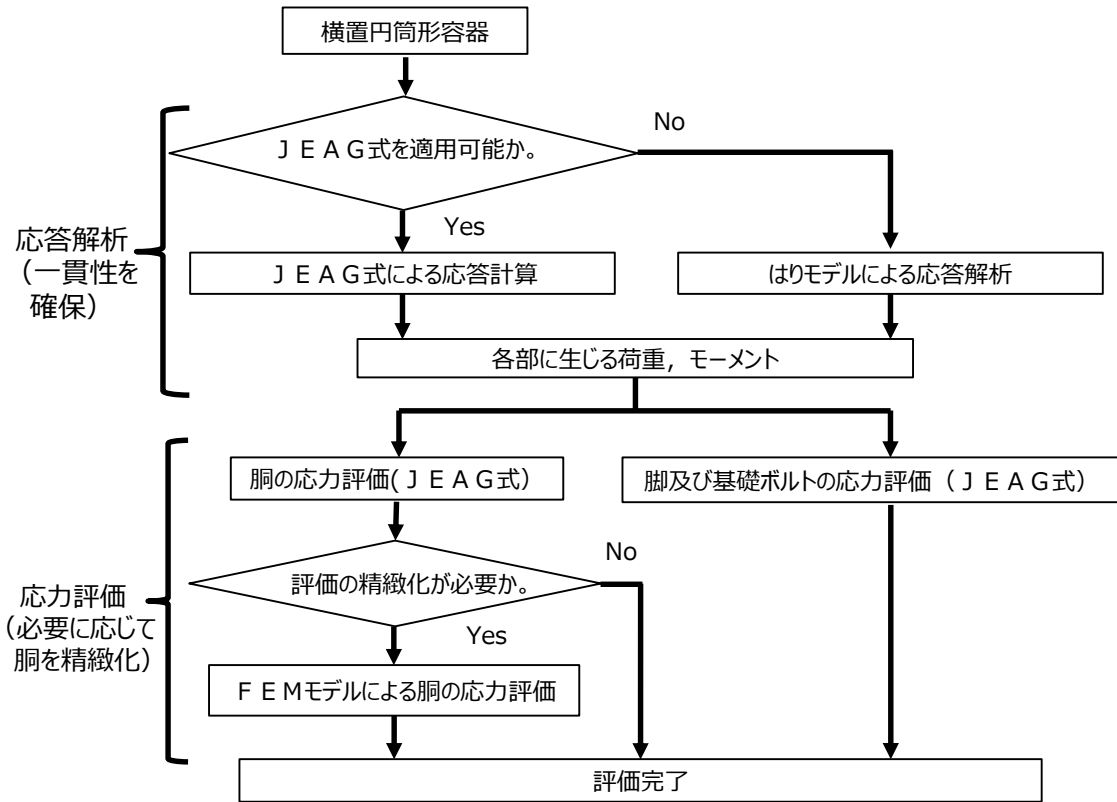 横置円筒形容器
ＪＥＡＧ式を適用可能か。
No
Yes
応答解析
（一貫性を
確保）
ＪＥＡＧ式による応答計算
はりモデルによる応答解析
各部に生じる荷重，モーメント
胴の応力評価(ＪＥＡＧ式）
脚及び基礎ボルトの応力評価（ＪＥＡＧ式）
No
評価の精緻化が必要か。
応力評価
（必要に応じて
胴を精緻化）
Yes
ＦＥＭモデルによる胴の応力評価
評価完了